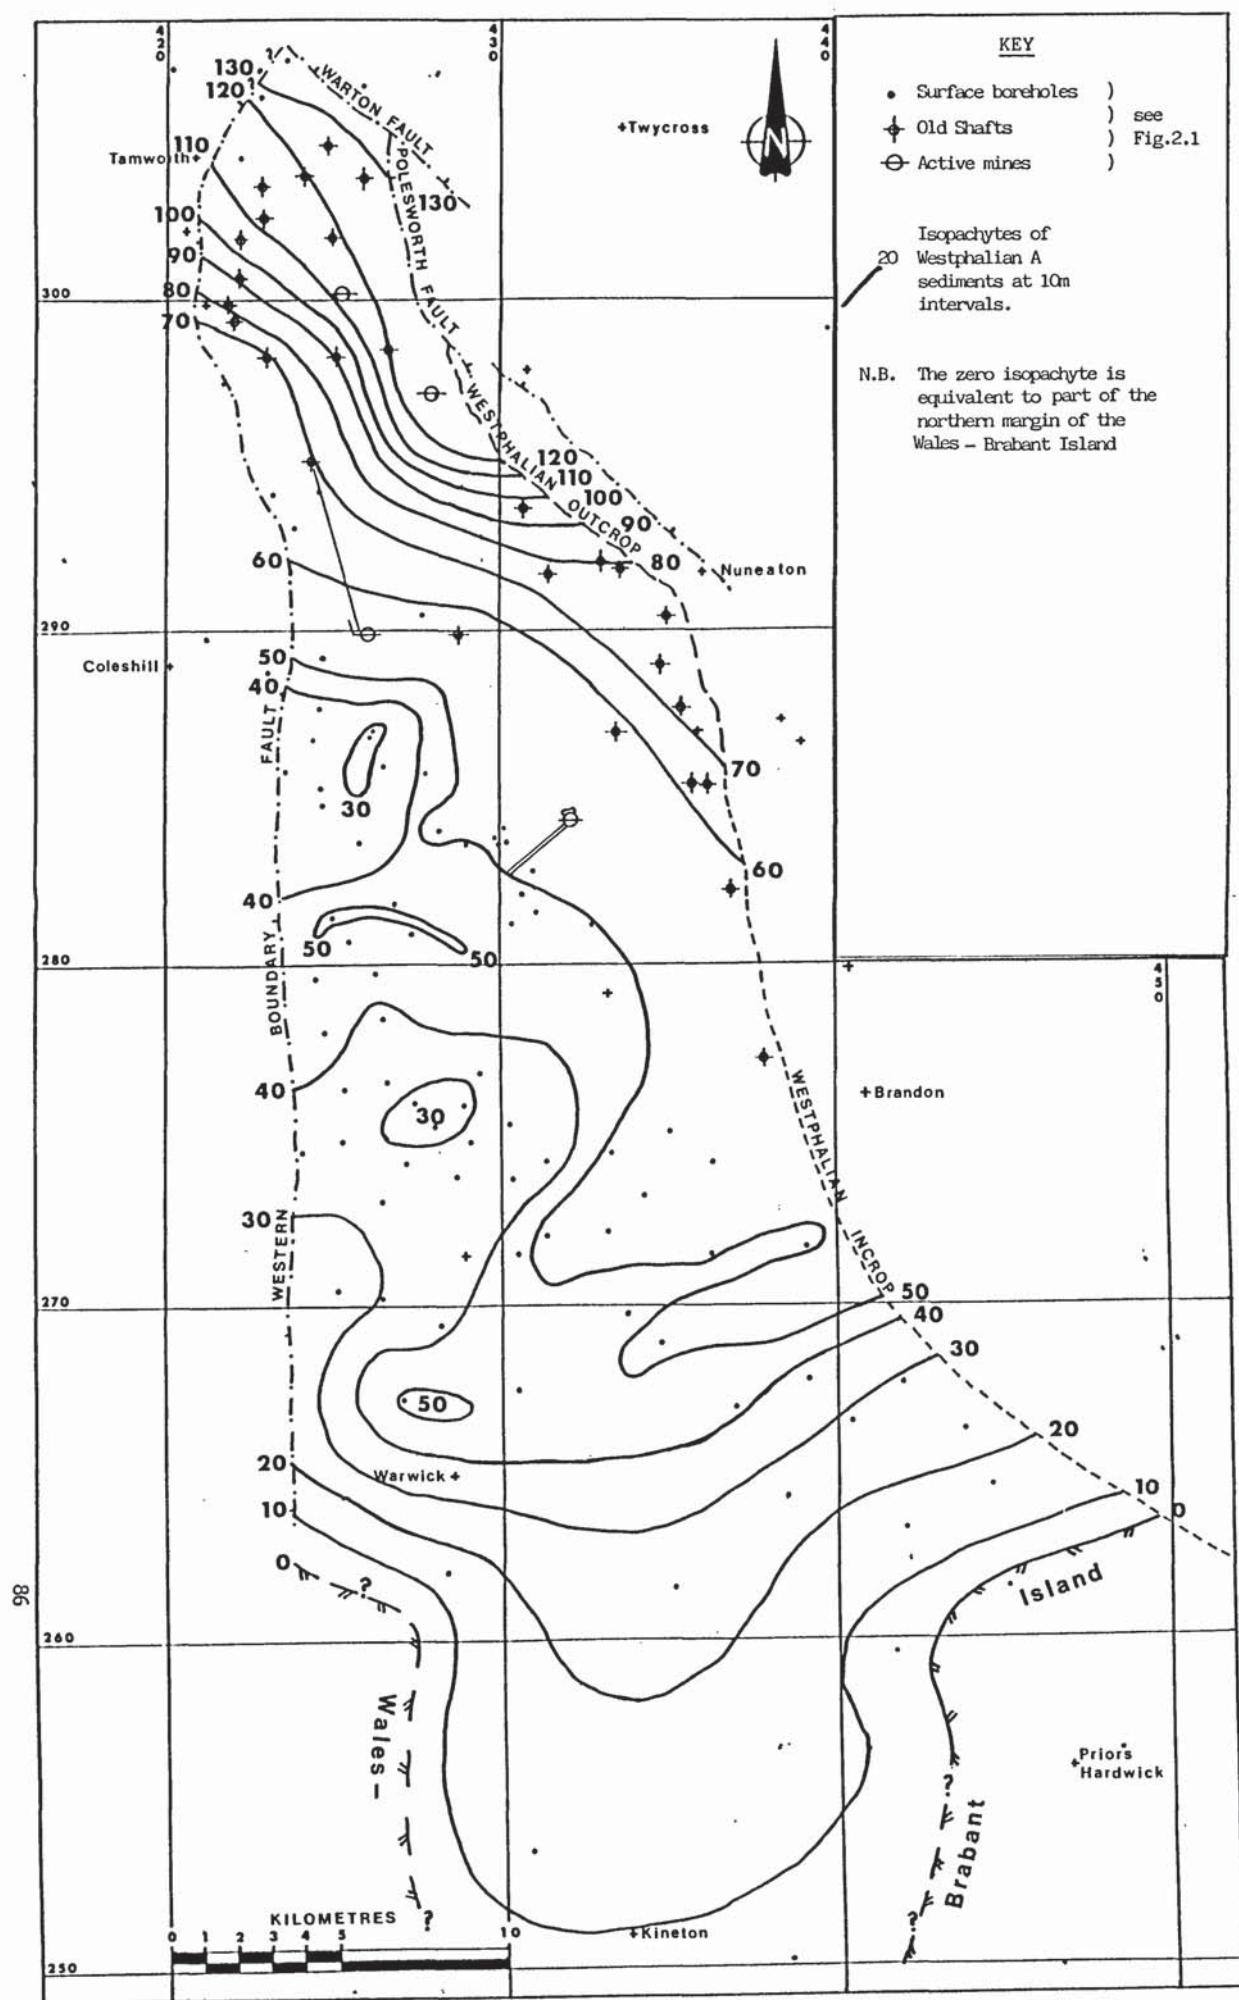 420
430
440
KEY
Surface boreholes )
Old Shafts ) see Fig.2.1
Active mines )
Isopachytes of
20 Westphalian A
sediments at 10m
intervals.
N.B. The zero isopachyte is
equivalent to part of the
northern margin of the
Wales – Brabant Island
N
?
130
120
WARTON FAULT
Twycross
Tamworth
110
POLESWORTH FAULT
130
100
90
80
300
70
WESTPHALIAN OUTCROP
120
110
100
90
80
60
Nuneaton
290
Coleshill
50
40
30
70
60
40
50
50
280
450
WESTERN BOUNDARY FAULT
40
30
WESTPHALIAN INCROP
Brandon
30
270
50
40
30
50
20
20
Warwick
10
10
0
0
?
Island
260
Wales –
Priors
Hardwick
?
Brabant
KILOMETRES
?
?
0 1 2 3 4 5 10
Kineton
250
98